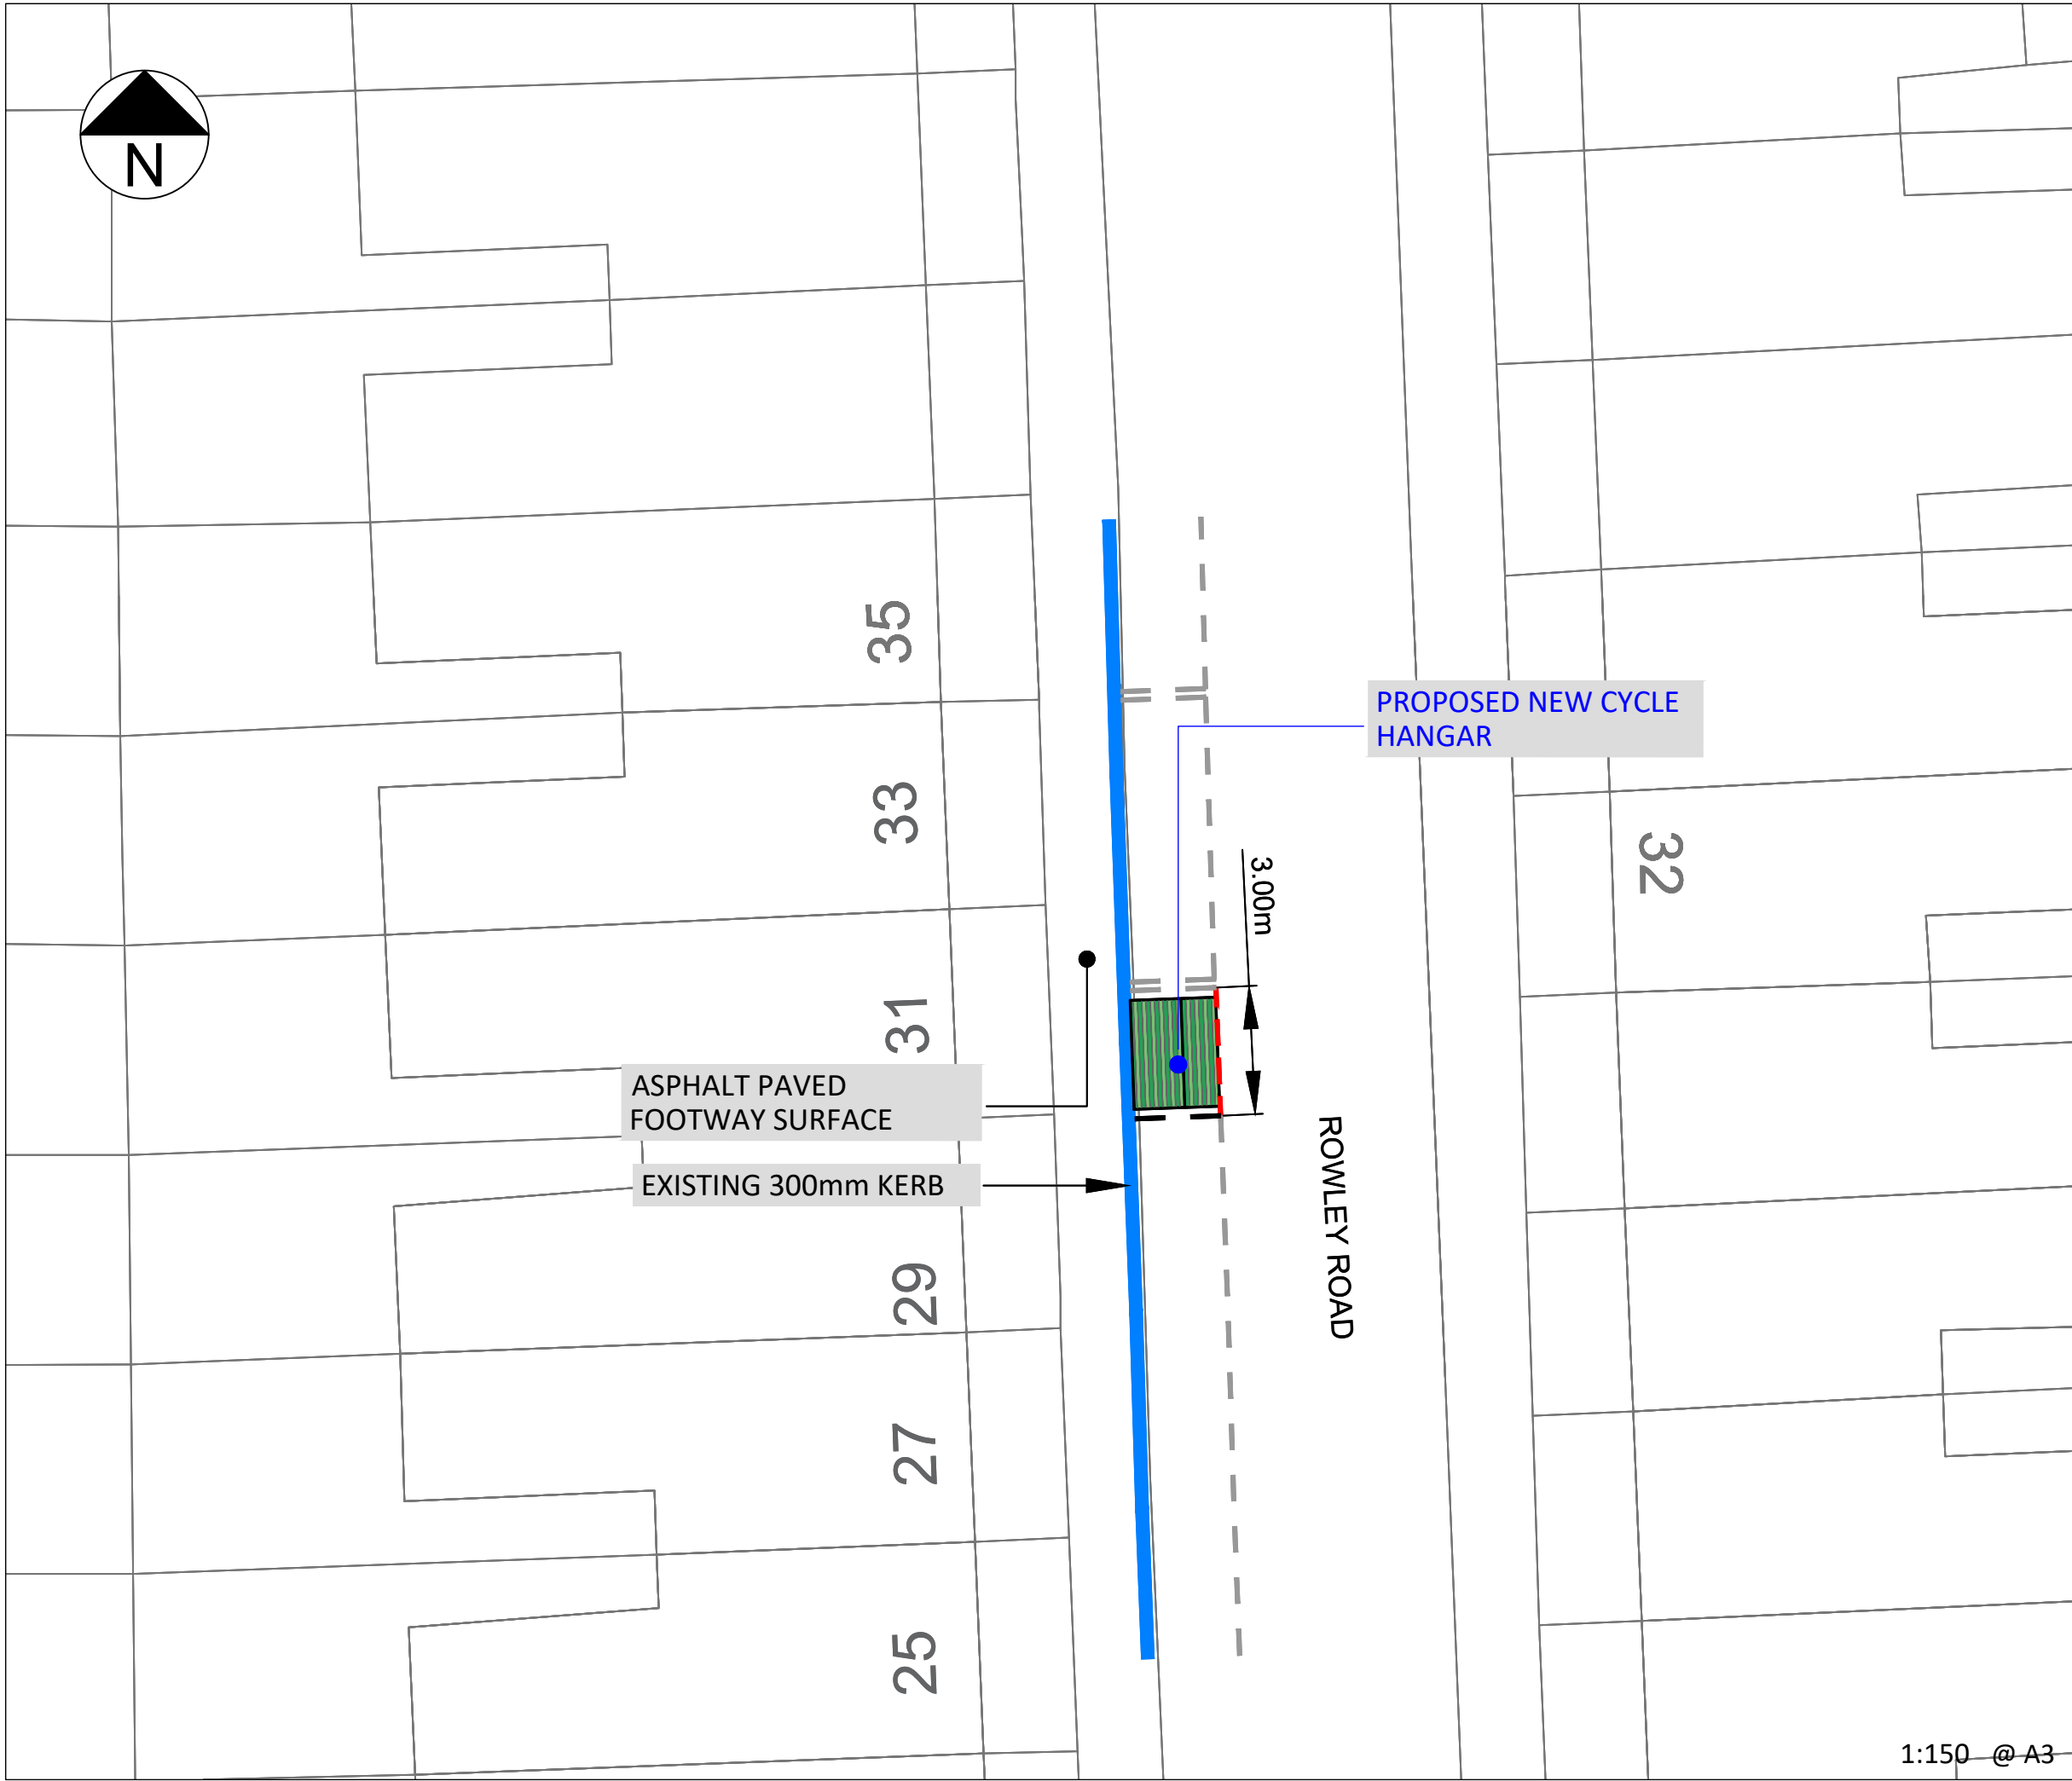 N
35
PROPOSED NEW CYCLE
HANGAR
33
32
3.00m
31
ASPHALT PAVED
FOOTWAY SURFACE
EXISTING 300mm KERB
ROWLEY ROAD
29
27
25
1:150 @ A3